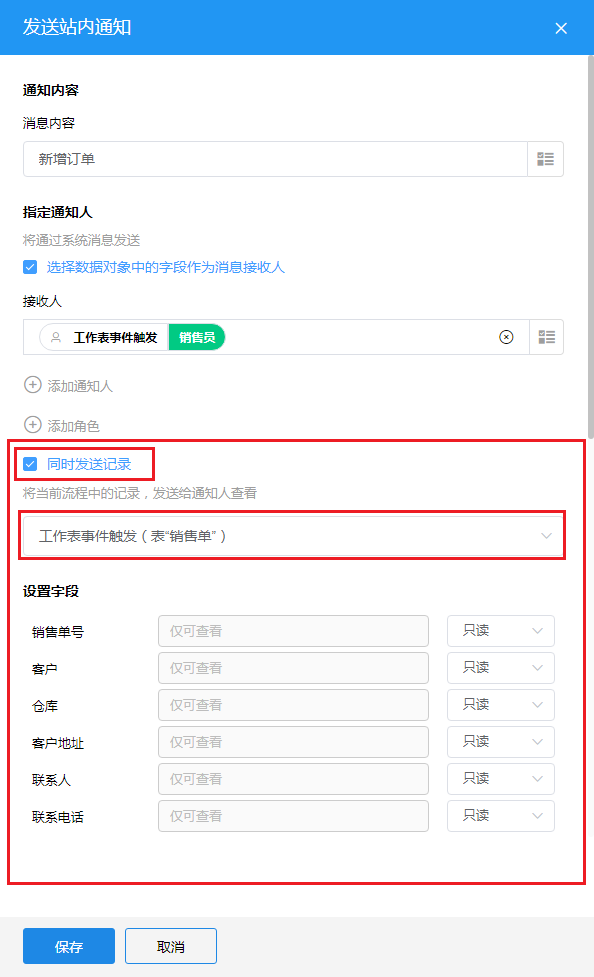 发送站内通知
通知内容
消息内容
新增订单
指定通知人
将通过系统消息发送
选择数据对象中的字段作为消息接收人
接收人
工作表事件触发 销售员
添加通知人
添加角色
同时发送记录
将当前流程中的记录，发送给通知人查看
工作表事件触发（表“销售单”）
设置字段
销售单号 仅可查看 只读
客户 仅可查看 只读
仓库 仅可查看 只读
客户地址 仅可查看 只读
联系人 仅可查看 只读
联系电话 仅可查看 只读
保存 取消